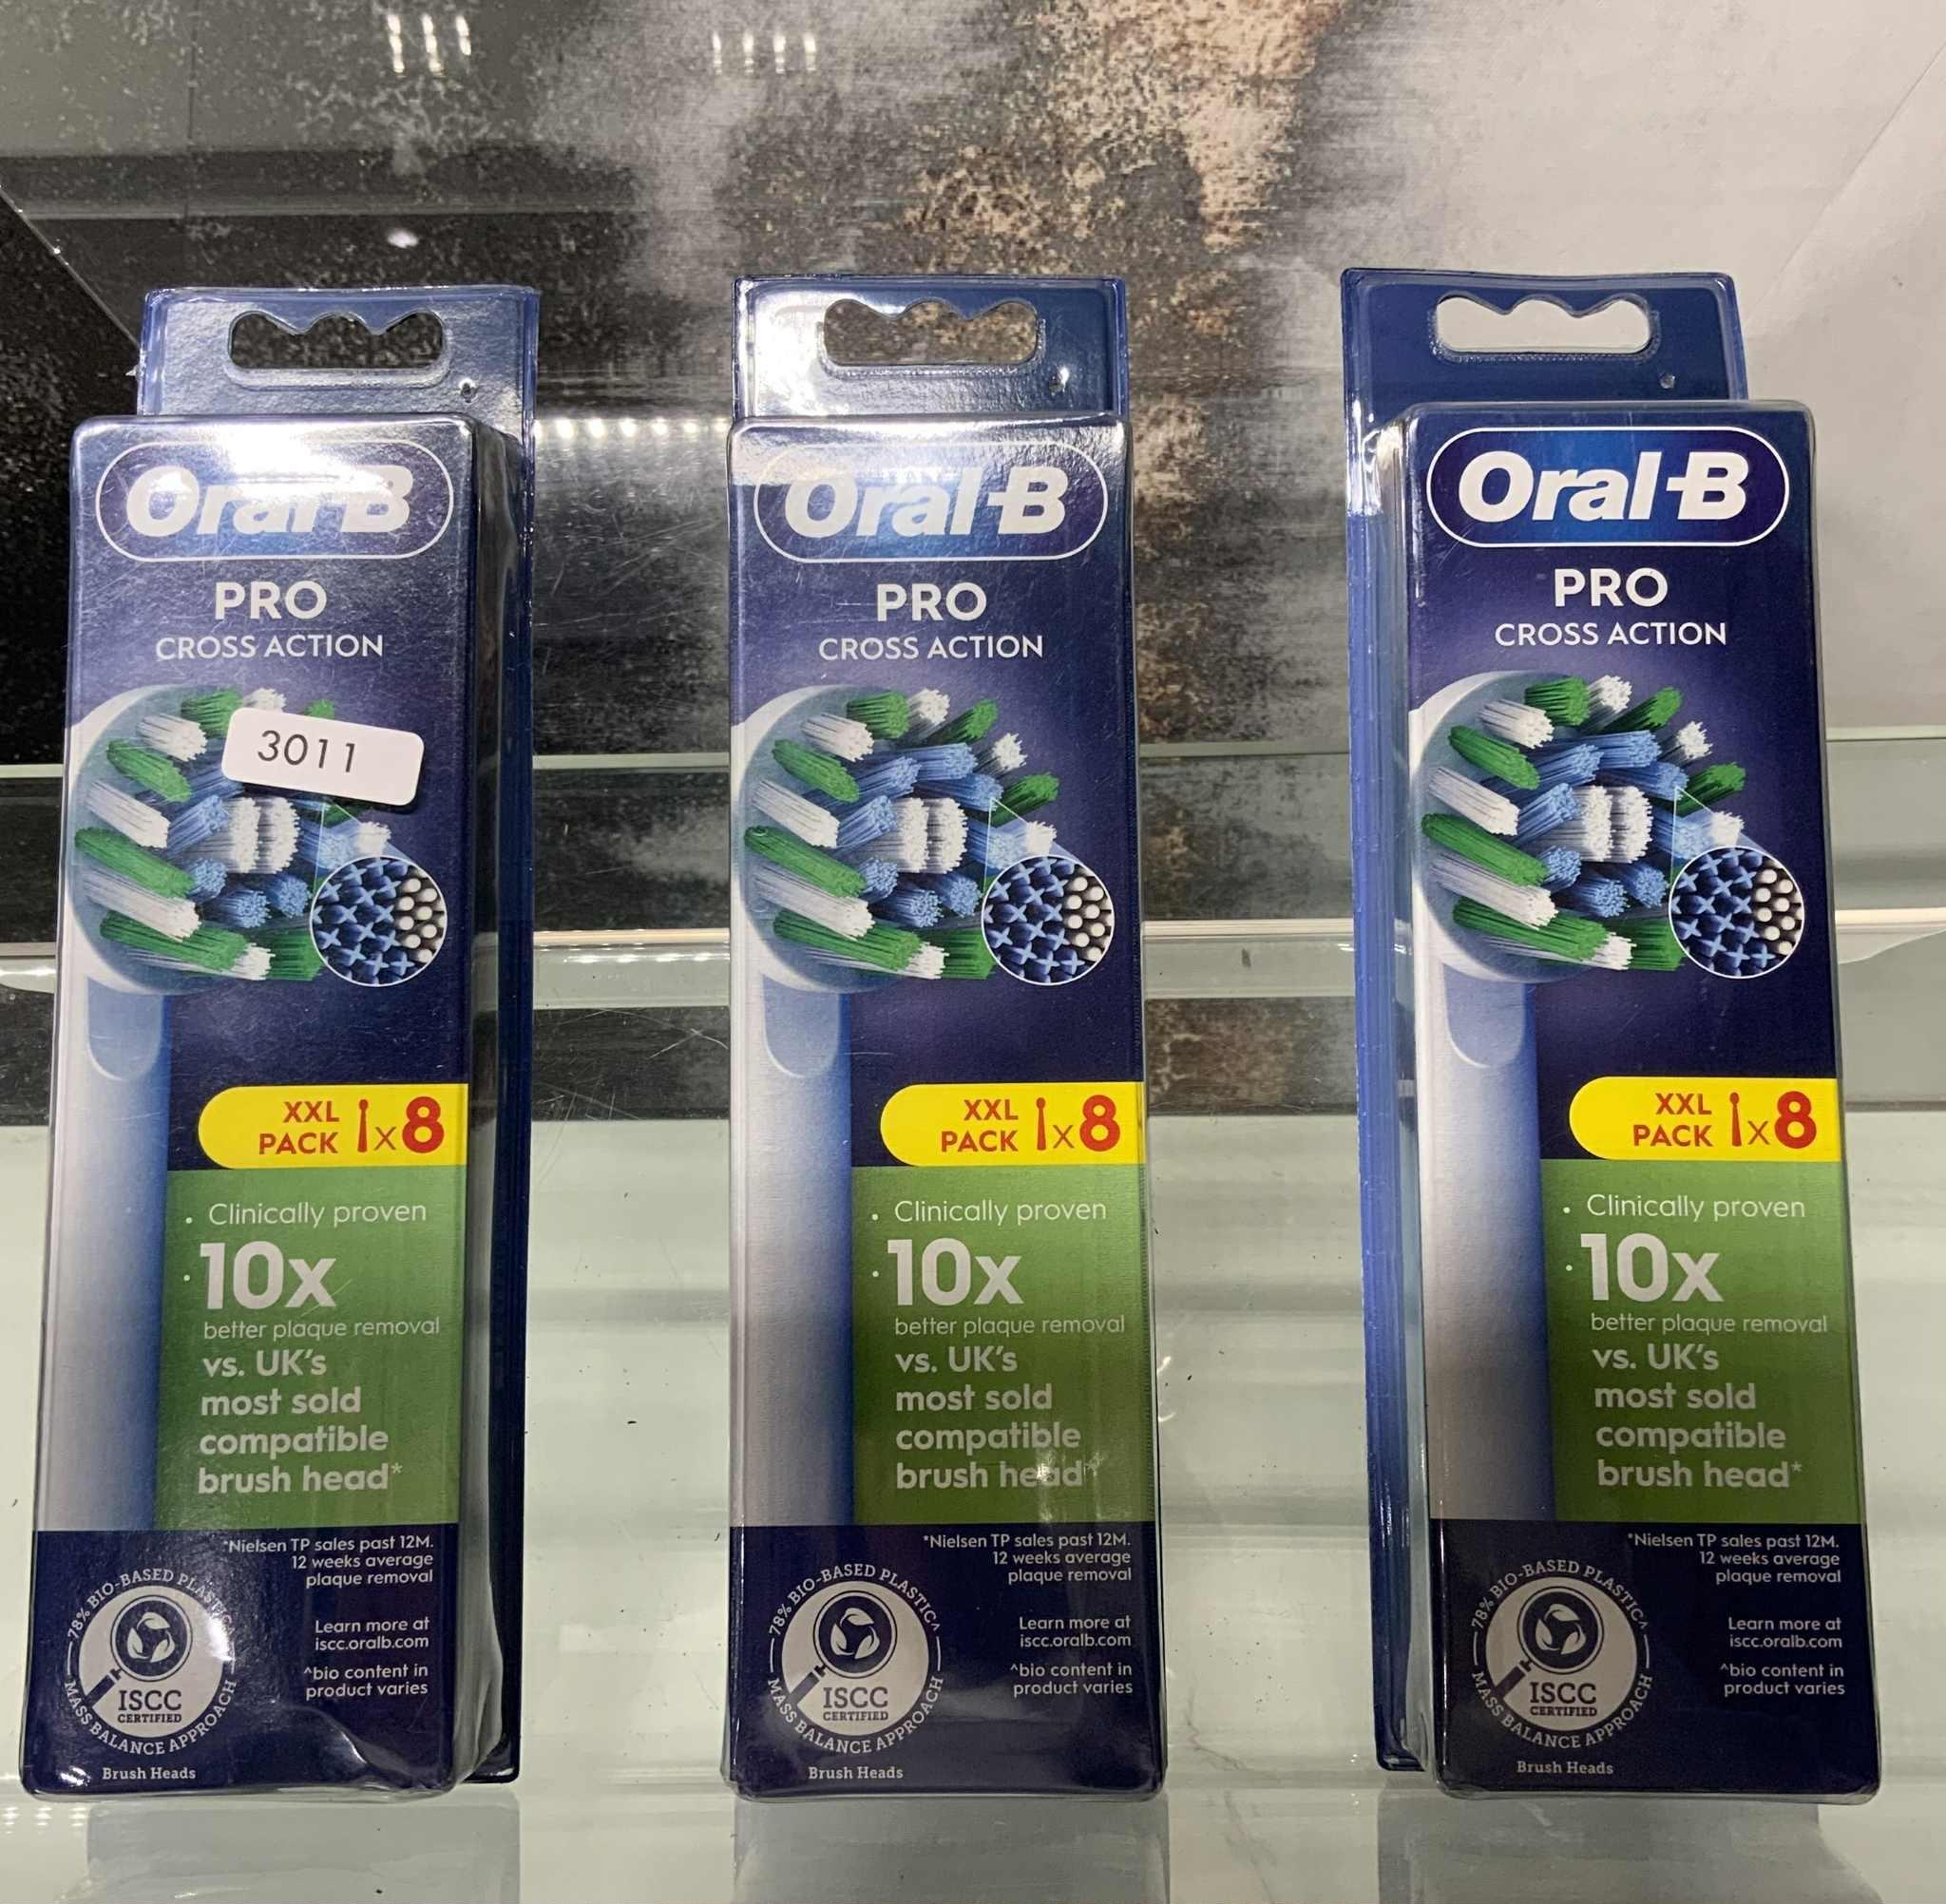 Oral-B
PRO
CROSS ACTION
3011
XXL
PACK x8
• Clinically proven
• 10x
better plaque removal
vs. UK's
most sold
compatible
brush head*
*Nielsen TP sales past 12M.
12 weeks average
plaque removal
78% BIO-BASED PLASTIC^
ISCC
CERTIFIED
MASS BALANCE APPROACH
Brush Heads
Learn more at
iscc.oralb.com
^bio content in
product varies
Oral-B
PRO
CROSS ACTION
XXL
PACK x8
• Clinically proven
• 10x
better plaque removal
vs. UK's
most sold
compatible
brush head*
*Nielsen TP sales past 12M.
12 weeks average
plaque removal
78% BIO-BASED PLASTIC^
ISCC
CERTIFIED
MASS BALANCE APPROACH
Brush Heads
Learn more at
iscc.oralb.com
^bio content in
product varies
Oral-B
PRO
CROSS ACTION
XXL
PACK x8
• Clinically proven
• 10x
better plaque removal
vs. UK's
most sold
compatible
brush head*
*Nielsen TP sales past 12M.
12 weeks average
plaque removal
78% BIO-BASED PLASTIC^
ISCC
CERTIFIED
MASS BALANCE APPROACH
Brush Heads
Learn more at
iscc.oralb.com
^bio content in
product varies